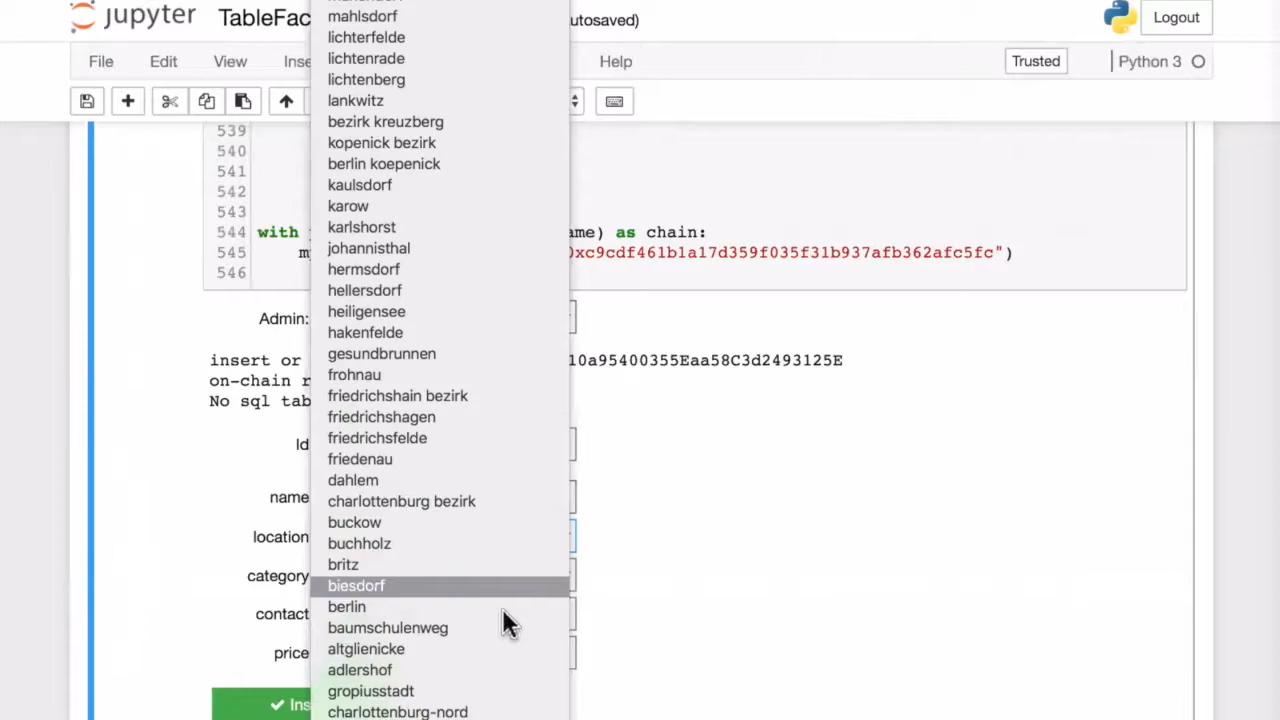 jupyter TableFac utosaved) Logout
File Edit View Inse Help Trusted Python 3
mahlsdorf
lichterfelde
lichtenrade
lichtenberg
lankwitz
bezirk kreuzberg
kopenick bezirk
berlin koepenick
kaulsdorf
karow
karlshorst
johannisthal
hermsdorf
hellersdorf
heiligensee
hakenfelde
gesundbrunnen
frohnau
friedrichshain bezirk
friedrichshagen
friedrichsfelde
friedenau
dahlem
charlottenburg bezirk
buckow
buchholz
britz
biesdorf
berlin
baumschulenweg
altglienicke
adlershof
gropiusstadt
charlottenburg-nord
539
540
541
542
543
544 with ame) as chain:
545 m 0xc9cdf461b1a17d359f035f31b937afb362afc5fc")
546
Admin:
insert or 10a95400355Eaa58C3d2493125E
on-chain r
No sql tab
Id
name
location
category
contact
price
Ins